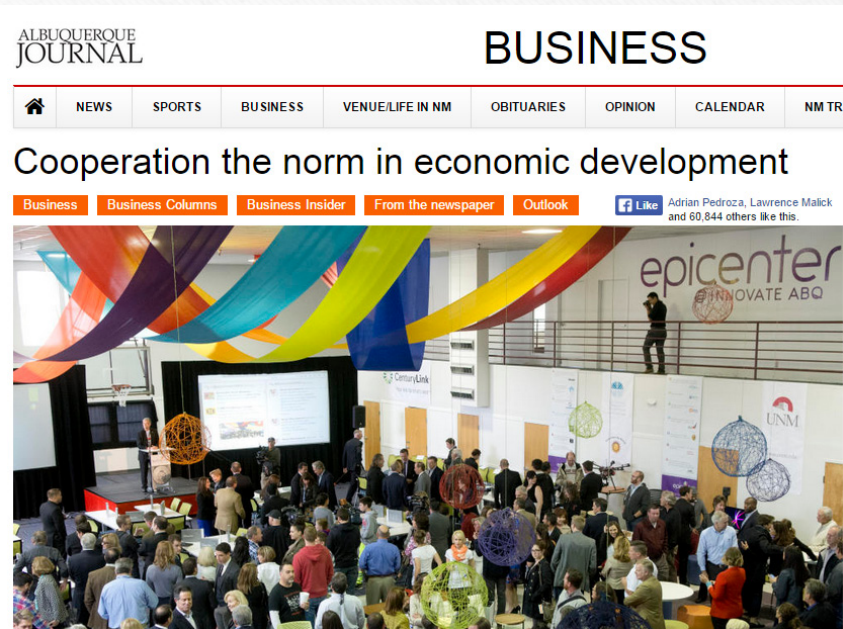 ALBUQUERQUE
JOURNAL
BUSINESS
NEWS SPORTS BUSINESS VENUE/LIFE IN NM OBITUARIES OPINION CALENDAR NM TR
Cooperation the norm in economic development
Business Business Columns Business Insider From the newspaper Outlook
Like Adrian Pedroza, Lawrence Malick
and 60,844 others like this.
epicenter
@ INNOVATE ABQ
CenturyLink
UNM